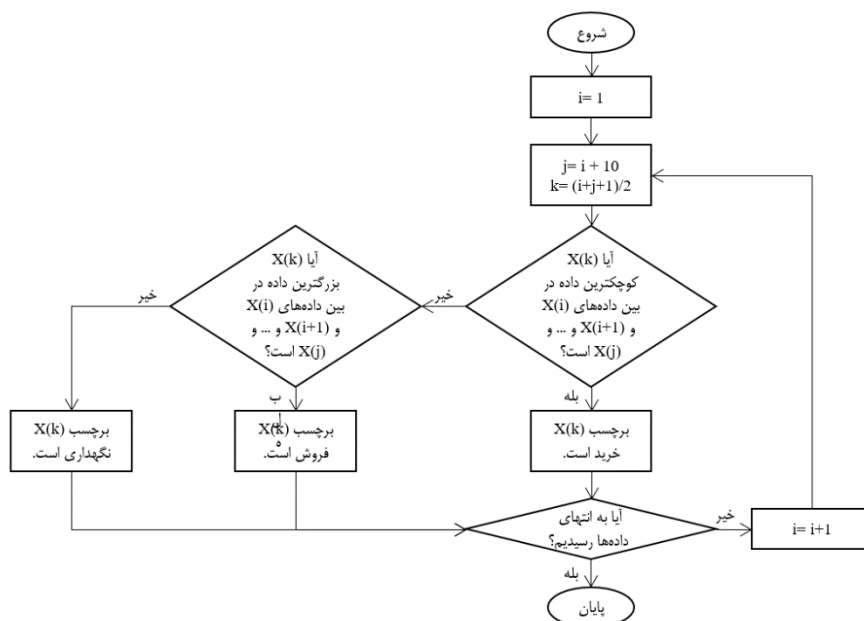 شروع
i= 1
j= i + 10
k= (i+j+1)/2
آیا X(k)
کوچکترین داده در
بین داده‌های X(i)
و X(i+1) و ... و
X(j) است؟
خیر
بله
آیا X(k)
بزرگترین داده در
بین داده‌های X(i)
و X(i+1) و ... و
X(j) است؟
خیر
ب
له
برچسب X(k)
خرید است.
برچسب X(k)
فروش است.
برچسب X(k)
نگهداری است.
آیا به انتهای
داده‌ها رسیدیم؟
خیر
i= i+1
بله
پایان